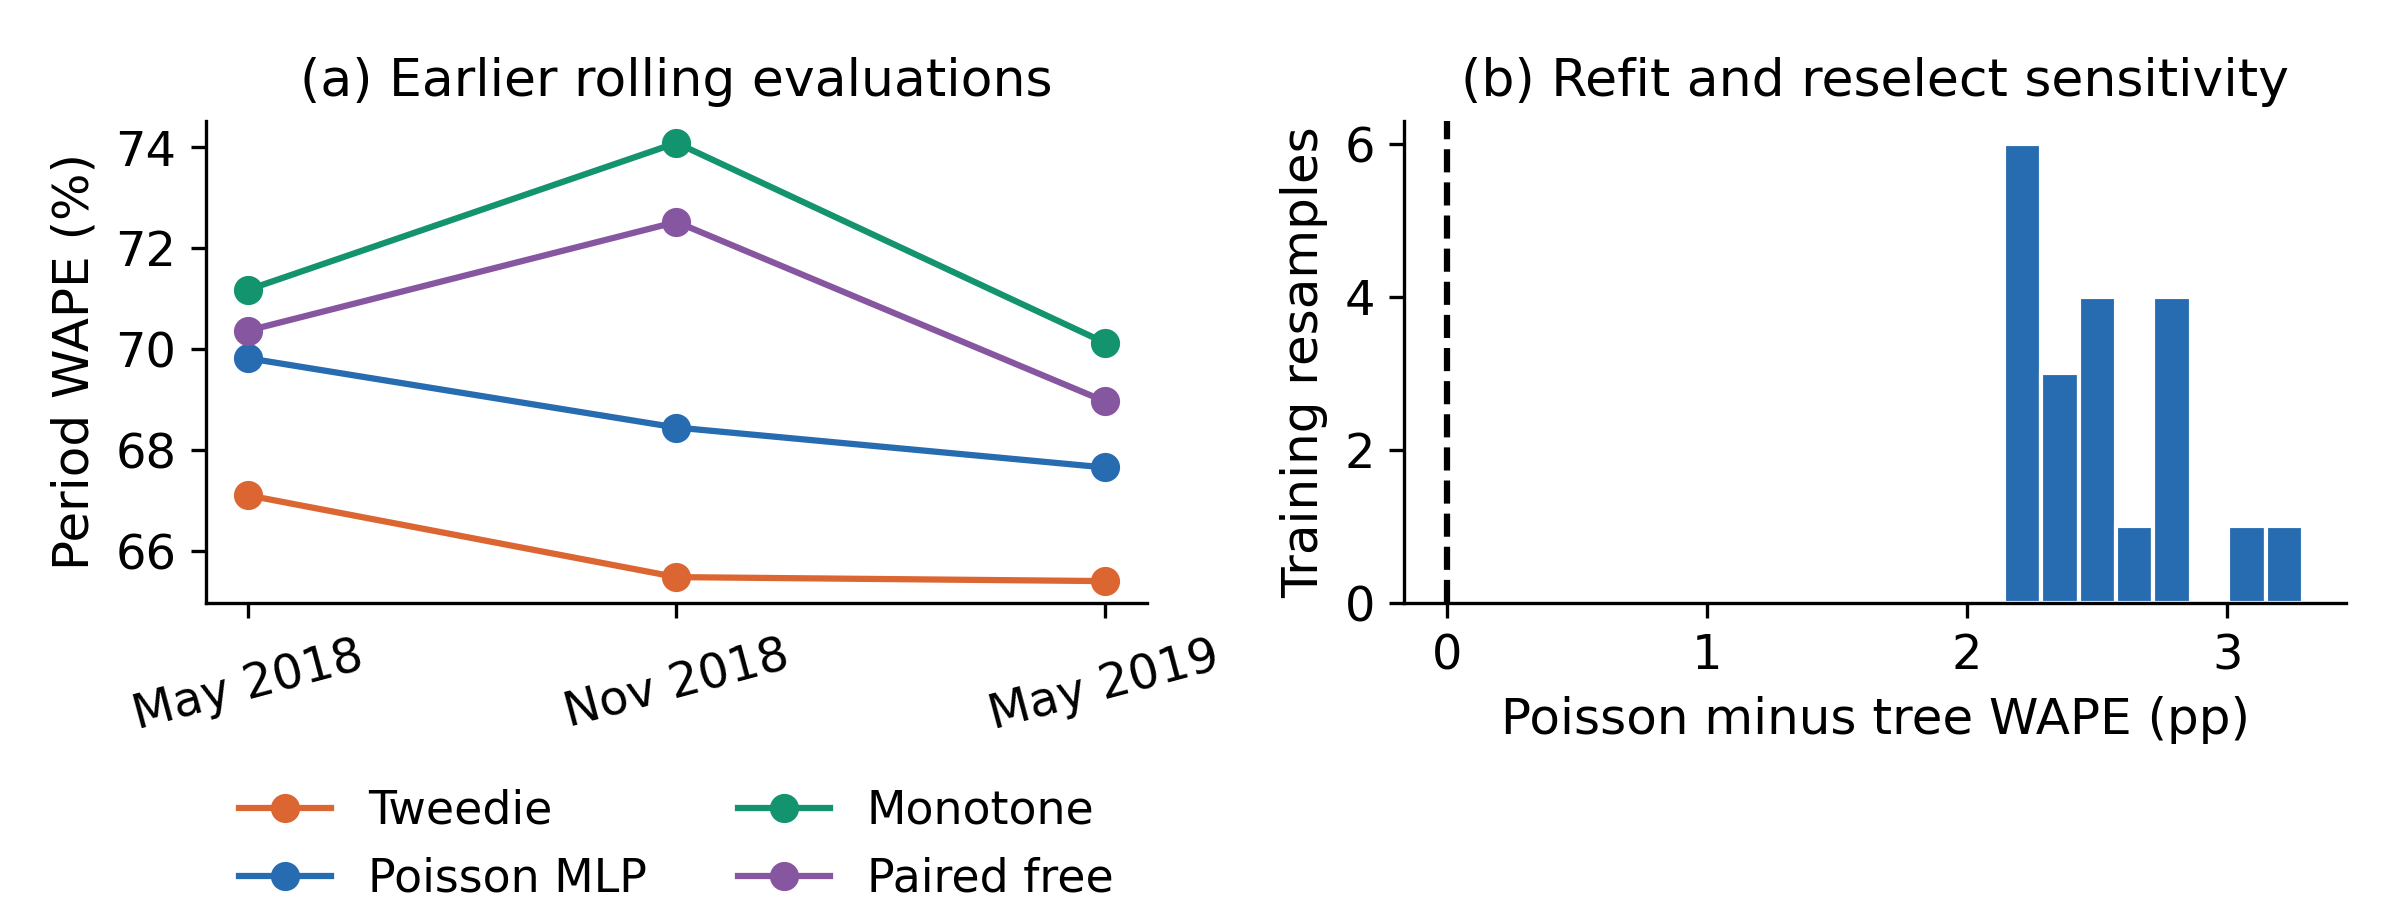 (a) Earlier rolling evaluations
Period WAPE (%)
74
72
70
68
66
May 2018
Nov 2018
May 2019
Tweedie
Poisson MLP
Monotone
Paired free
(b) Refit and reselect sensitivity
Training resamples
6
4
2
0
0
1
2
3
Poisson minus tree WAPE (pp)